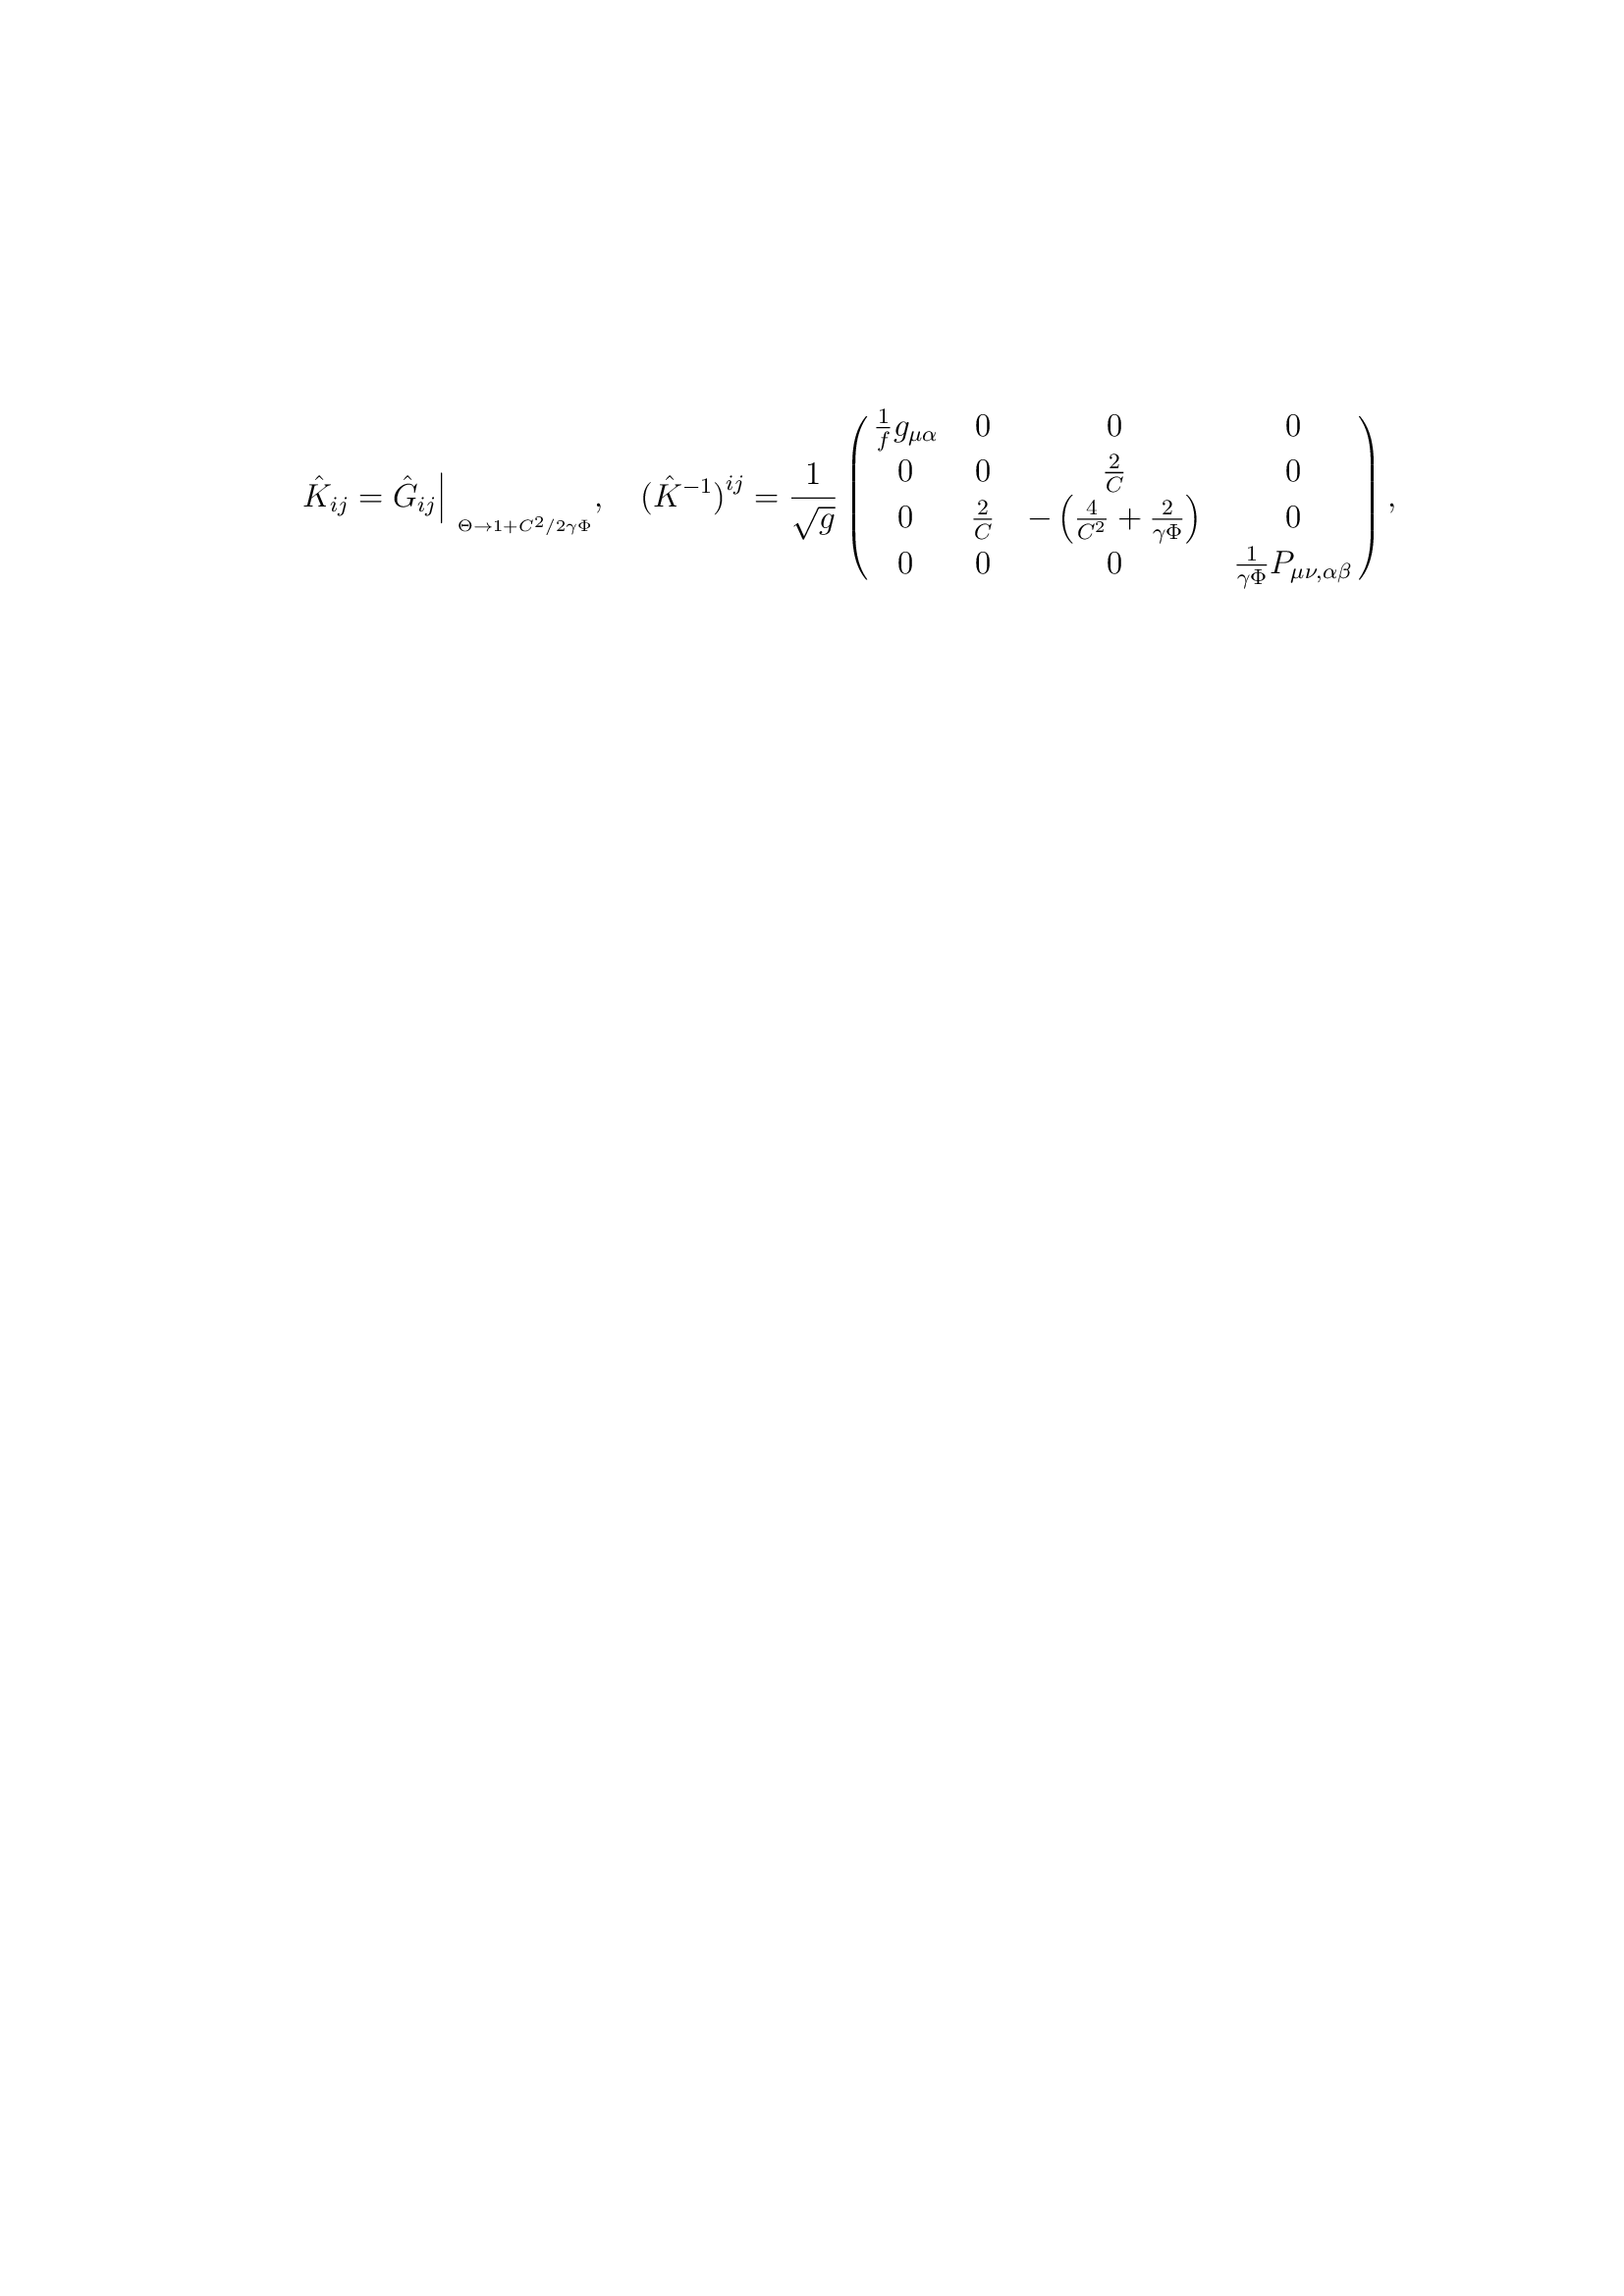 \hat{K}_{ij} = \hat{G}_{ij}\Big|_{\Theta \to 1+C^2/2\gamma\Phi}, \quad (\hat{K}^{-1})^{ij} = \frac{1}{\sqrt{g}} \begin{pmatrix} \frac{1}{f} g_{\mu\alpha} & 0 & 0 & 0 \\ 0 & 0 & \frac{2}{C} & 0 \\ 0 & \frac{2}{C} & -\left(\frac{4}{C^2} + \frac{2}{\gamma\Phi}\right) & 0 \\ 0 & 0 & 0 & \frac{1}{\gamma\Phi} P_{\mu\nu,\alpha\beta} \end{pmatrix},